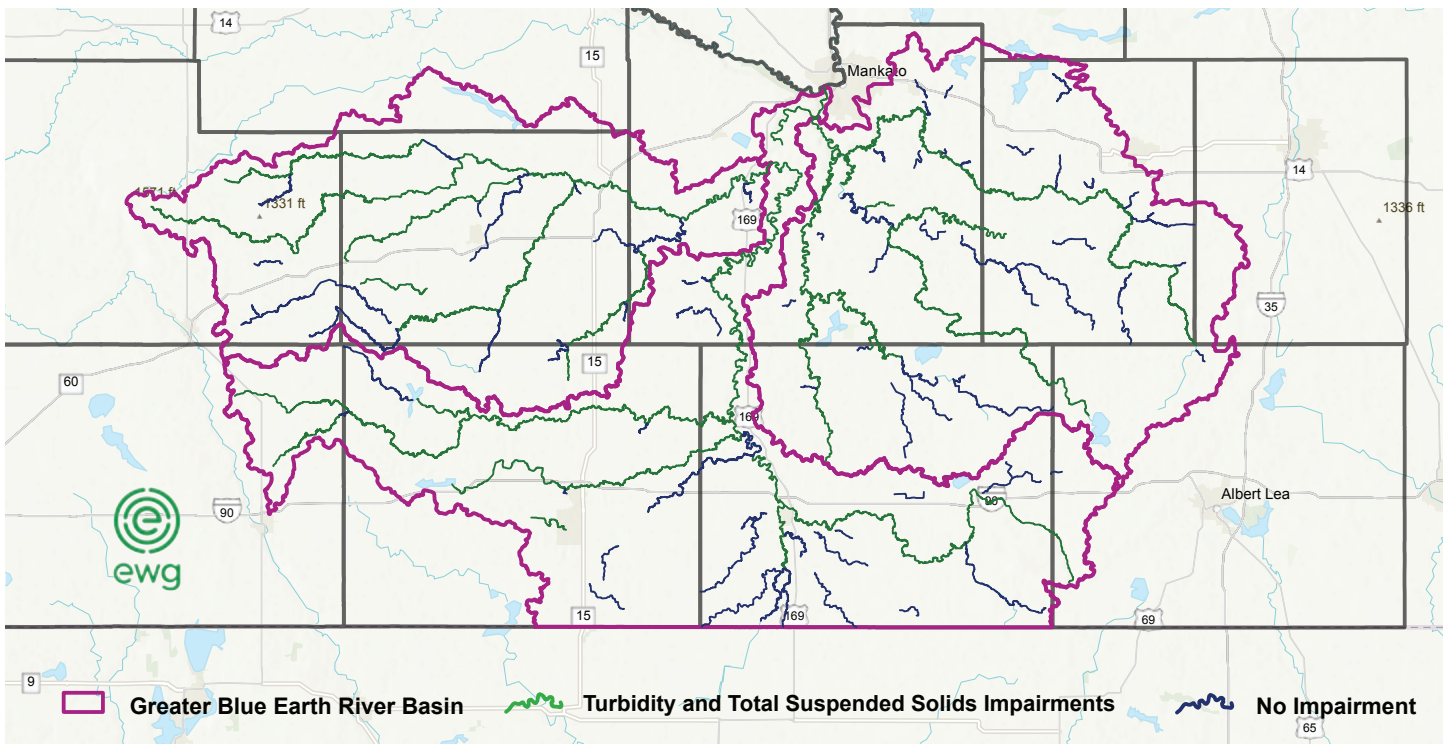 14
15
Mankato
14
1571 ft
1331 ft
169
1336 ft
35
15
60
169
90
90
Albert Lea
ewg
15
169
69
9
Greater Blue Earth River Basin
Turbidity and Total Suspended Solids Impairments
No Impairment
65